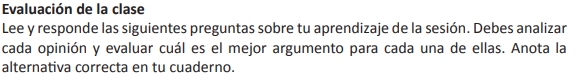 Evaluación de la clase
Lee y responde las siguientes preguntas sobre tu aprendizaje de la sesión. Debes analizar
cada opinión y evaluar cuál es el mejor argumento para cada una de ellas. Anota la
alternativa correcta en tu cuaderno.